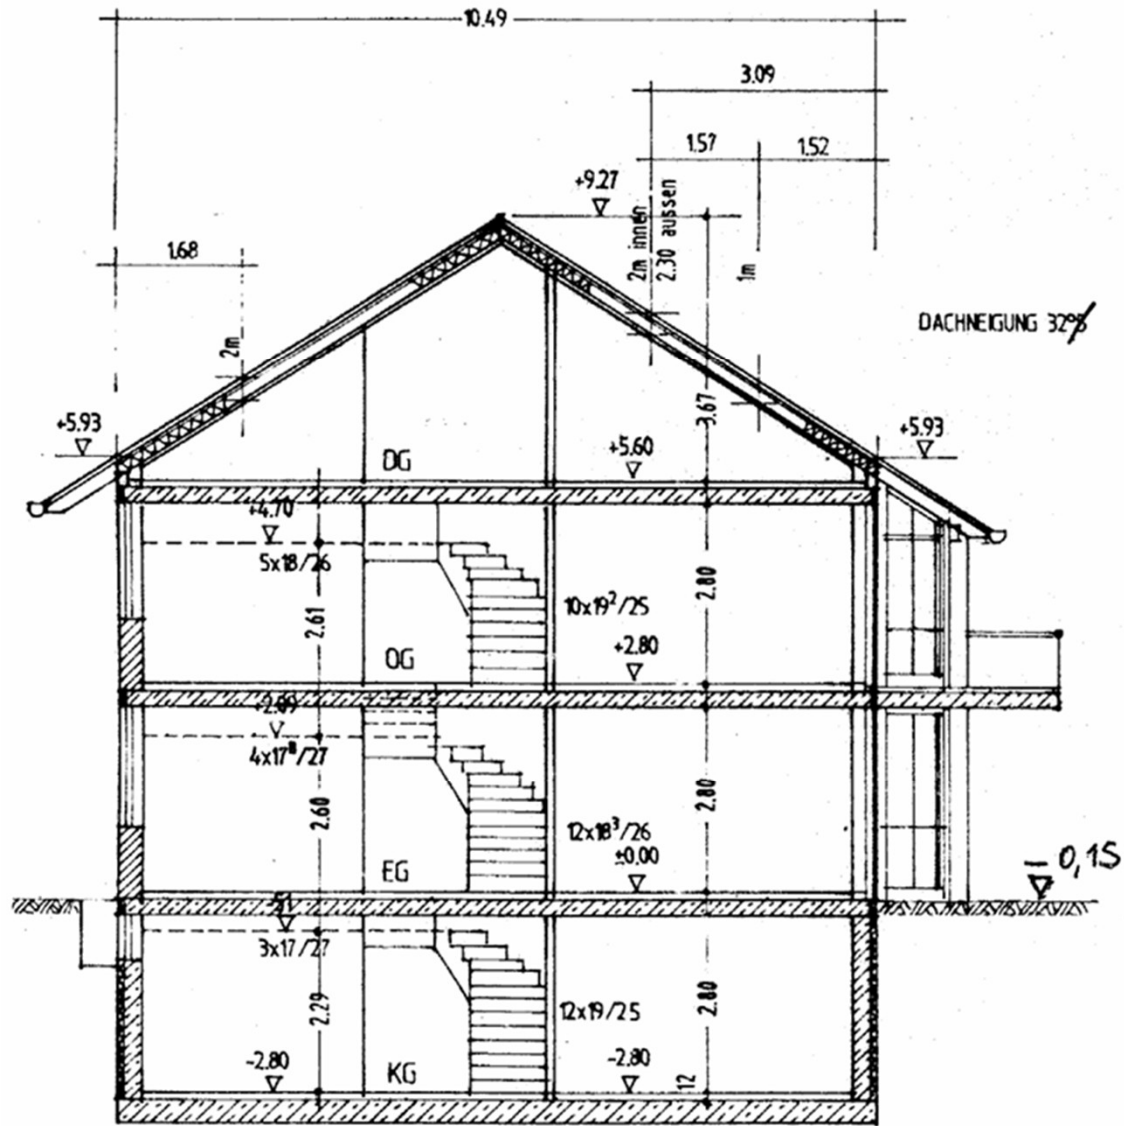 10.49
3.09
1.57
1.52
+9.27
2m innen
2.30 aussen
1m
1.68
2m
DACHNEIGUNG 32°
3.67
+5.93
+5.93
DG
+5.60
+4.70
5x18/26
2.61
10x19²/25
2.80
OG
+2.80
4x17⁸/27
2.60
12x18³/26
2.80
EG
±0.00
- 0,15
3x17/27
2.29
12x19/25
2.80
-2.80
KG
-2.80
12